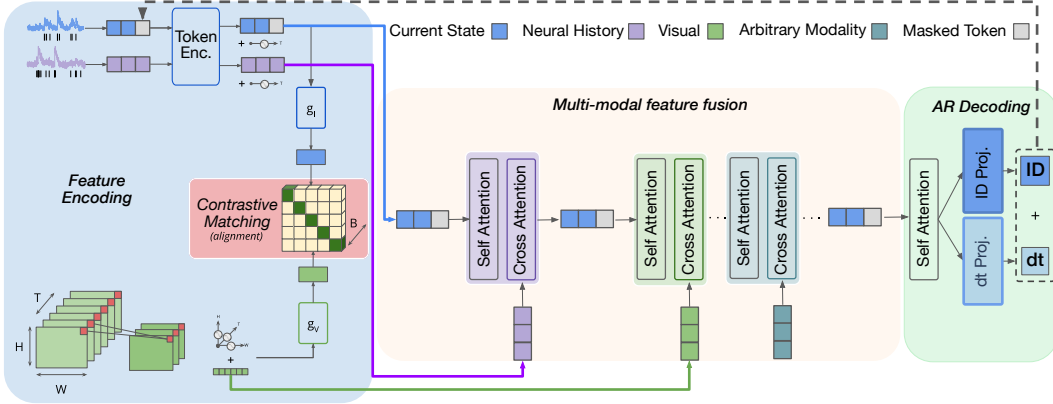 Token
Enc.
+ T
+ T
Current State
Neural History
Visual
Arbitrary Modality
Masked Token
g_I
Feature
Encoding
Contrastive
Matching
(alignment)
B
T
H
W
H
T
W
+
g_V
Multi-modal feature fusion
Self Attention
Cross Attention
Self Attention
Cross Attention
Self Attention
Cross Attention
AR Decoding
Self Attention
ID Proj.
dt Proj.
ID
+
dt